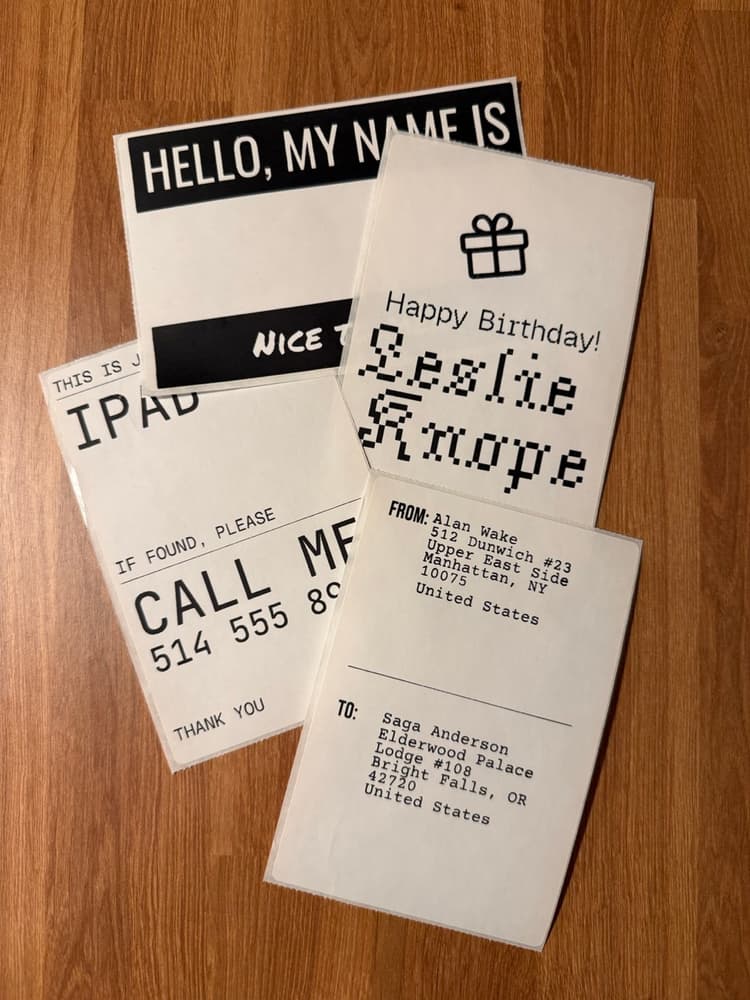 HELLO, MY NAME IS
NICE
Happy Birthday!
Leslie
Knope
THIS IS
IPAD
IF FOUND, PLEASE
CALL ME
514 555
THANK YOU
FROM: Alan Wake
512 Dunwich #23
Upper East Side
Manhattan, NY
10075
United States
TO: Saga Anderson
Elderwood Palace
Lodge #108
Bright Falls, OR
42720
United States